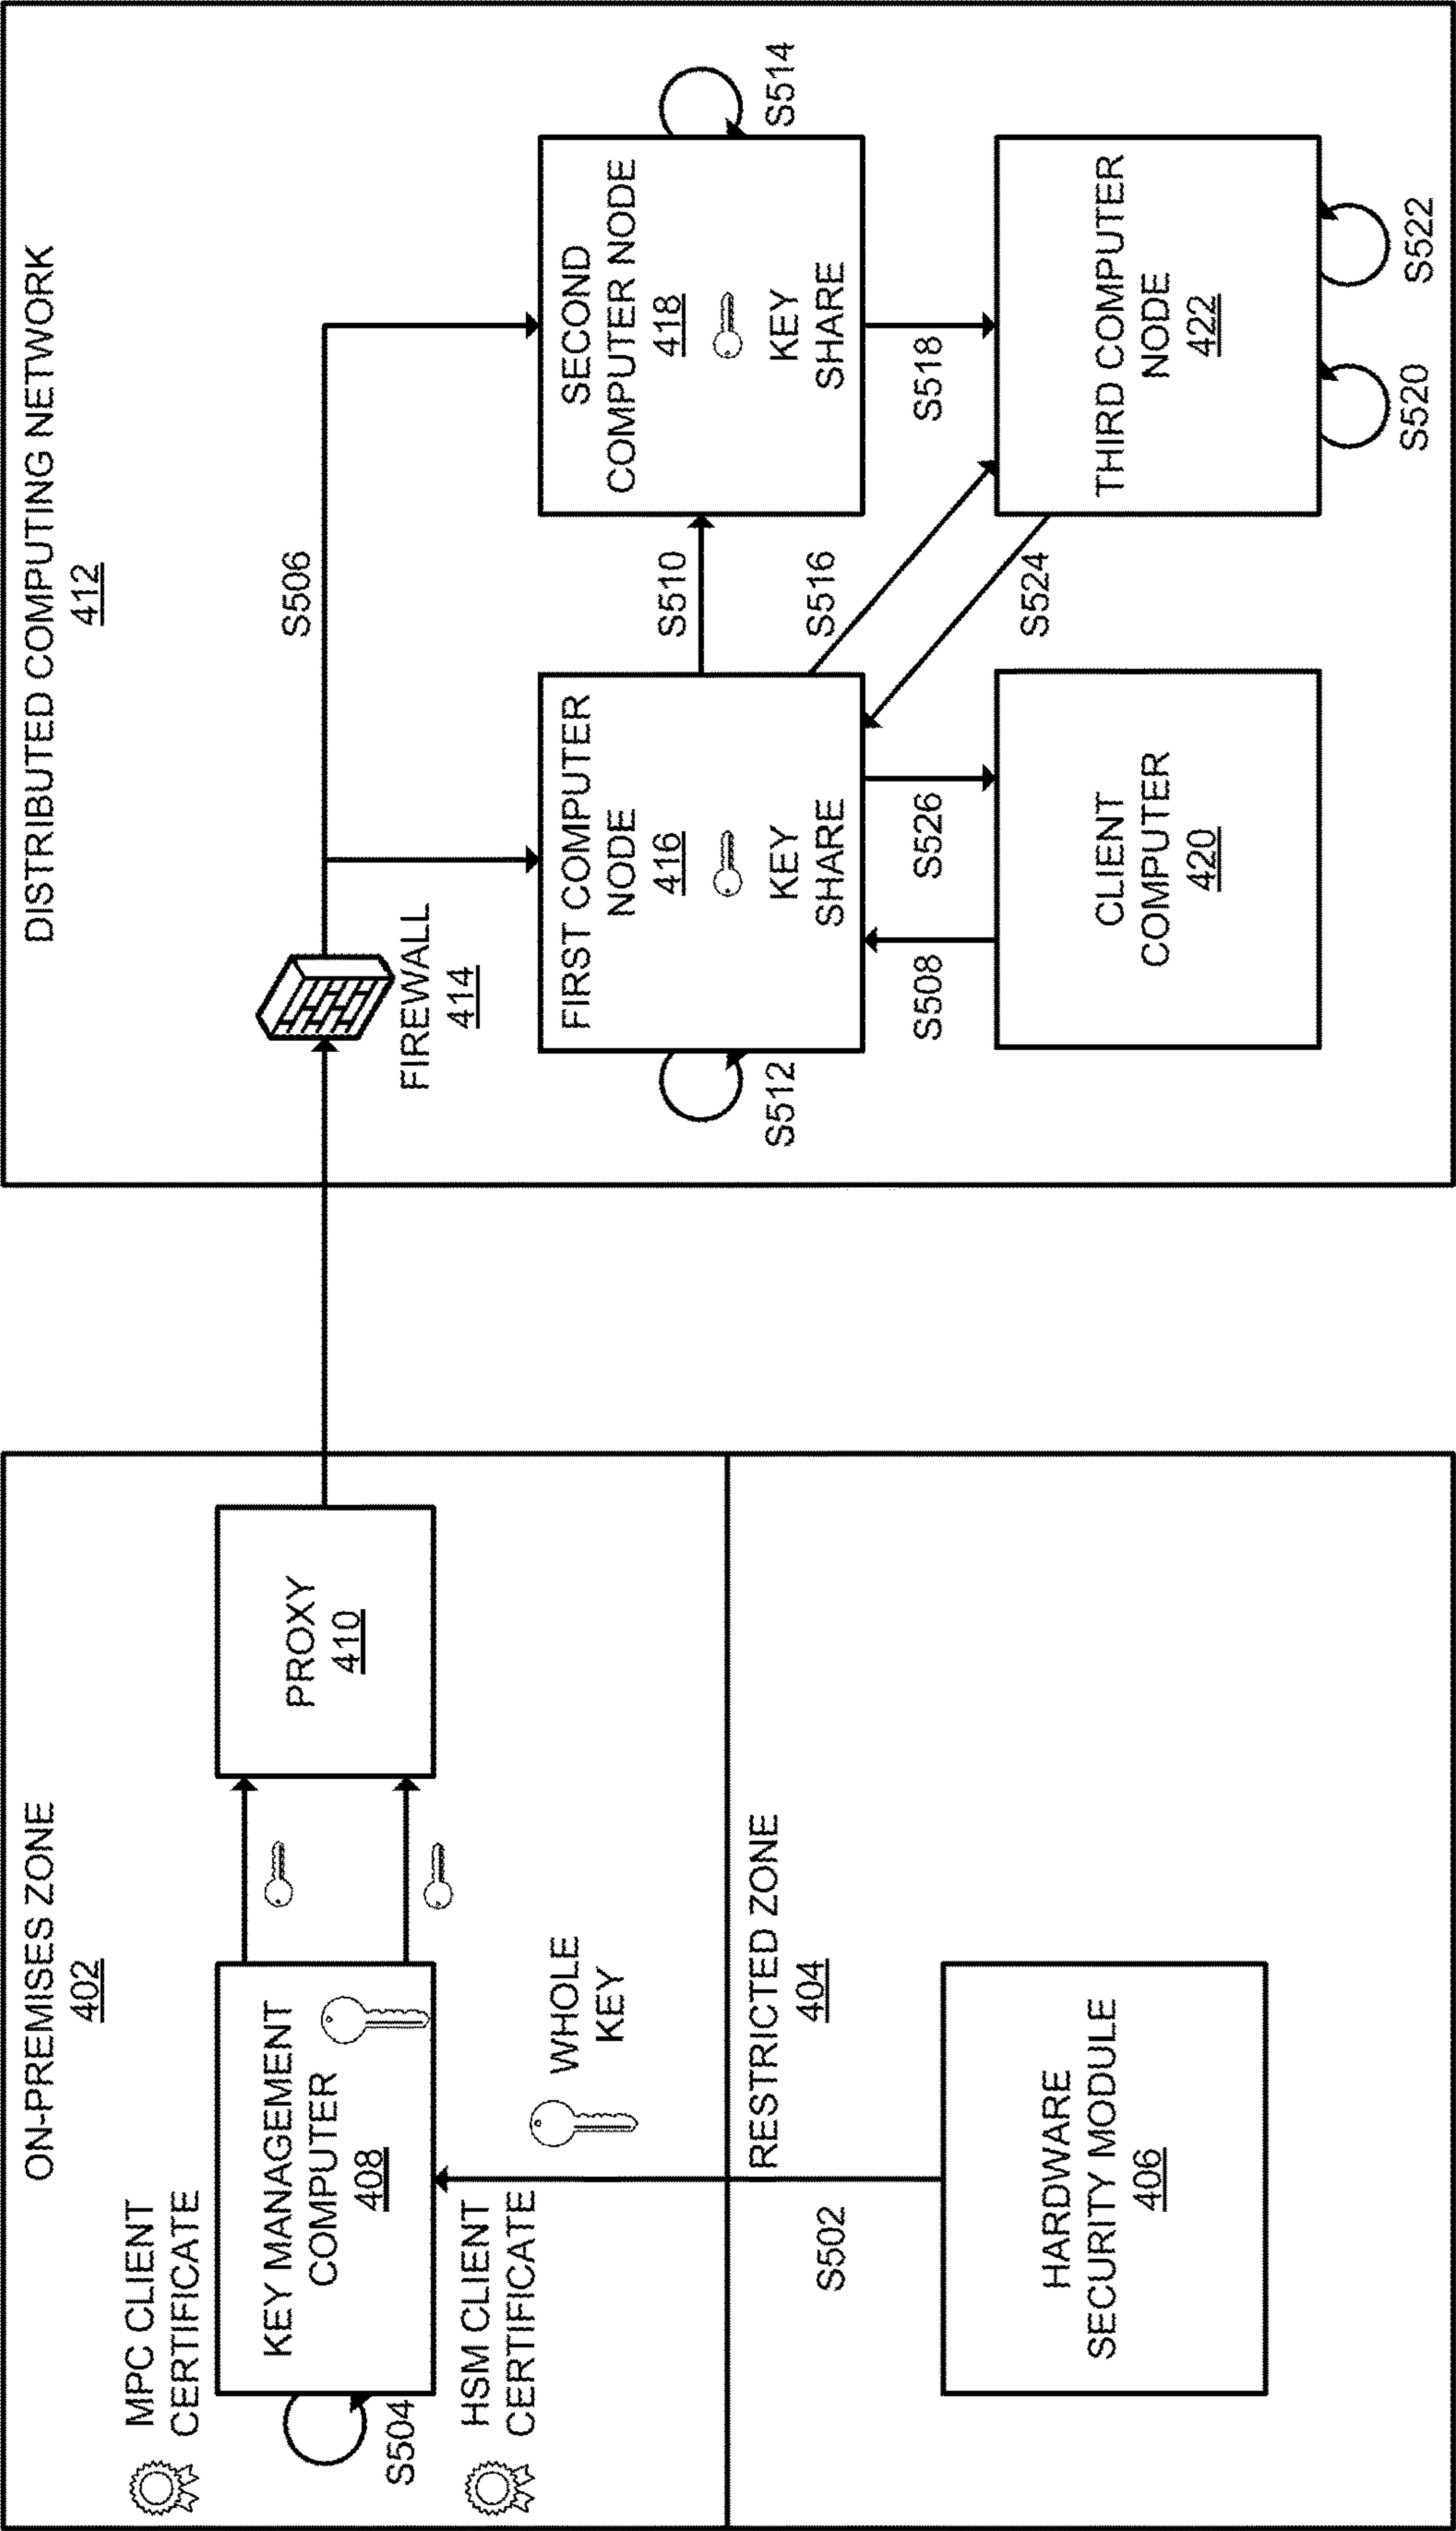 ON-PREMISES ZONE
402
MPC CLIENT
CERTIFICATE
KEY MANAGEMENT
COMPUTER
408
S504
HSM CLIENT
CERTIFICATE
WHOLE
KEY
PROXY
410
RESTRICTED ZONE
404
S502
HARDWARE
SECURITY MODULE
406
DISTRIBUTED COMPUTING NETWORK
412
FIREWALL
414
S506
FIRST COMPUTER
NODE
416
KEY
SHARE
S512
S510
SECOND
COMPUTER NODE
418
KEY
SHARE
S514
S516
S518
S524
S508
S526
CLIENT
COMPUTER
420
THIRD COMPUTER
NODE
422
S520
S522